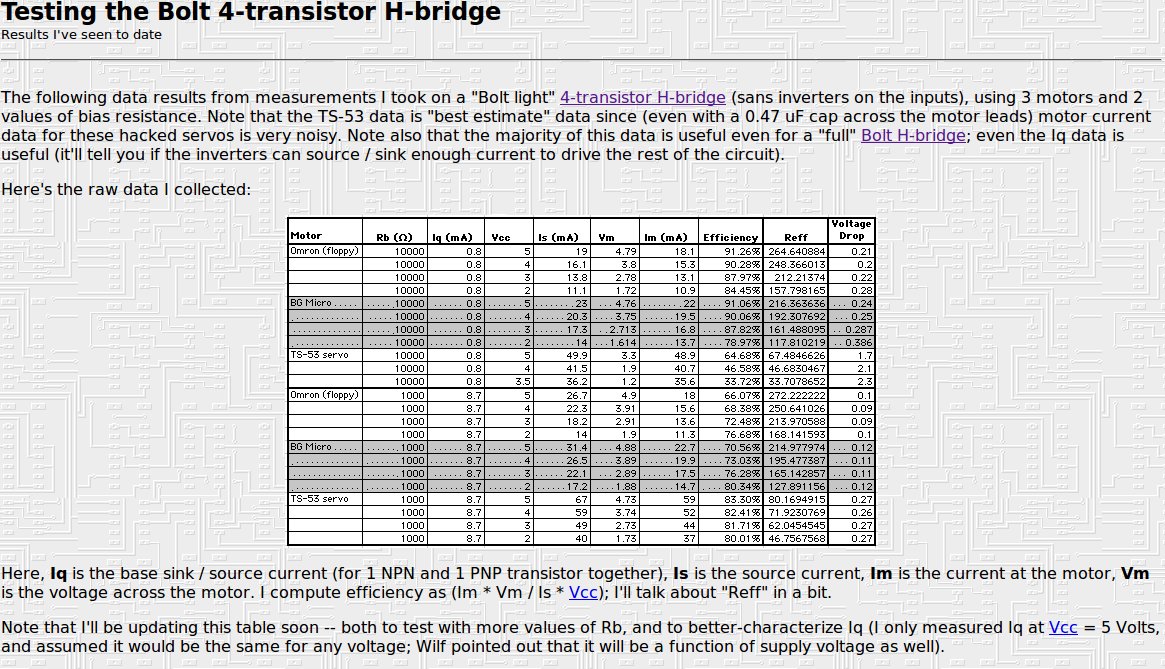 Testing the Bolt 4-transistor H-bridge
Results I've seen to date
The following data results from measurements I took on a "Bolt light" 4-transistor H-bridge (sans inverters on the inputs), using 3 motors and 2
values of bias resistance. Note that the TS-53 data is "best estimate" data since (even with a 0.47 uF cap across the motor leads) motor current
data for these hacked servos is very noisy. Note also that the majority of this data is useful even for a "full" Bolt H-bridge; even the Iq data is
useful (it'll tell you if the inverters can source / sink enough current to drive the rest of the circuit).
Here's the raw data I collected:
Motor Rb (Ω) Iq (mA) Vcc Is (mA) Vm Im (mA) Efficiency Reff Voltage Drop
Omron (floppy) 10000 0.8 5 19 4.79 18.1 91.26% 264.640884 0.21
10000 0.8 4 16.1 3.8 15.3 90.28% 248.366013 0.2
10000 0.8 3 13.8 2.78 13.1 87.97% 212.21374 0.22
10000 0.8 2 11.1 1.72 10.9 84.45% 157.798165 0.28
BG Micro 10000 0.8 5 23 4.76 22 91.06% 216.363636 0.24
10000 0.8 4 20.3 3.75 19.5 90.06% 192.307692 0.25
10000 0.8 3 17.3 2.713 16.8 87.82% 161.488095 0.287
10000 0.8 2 14 1.614 13.7 78.97% 117.810219 0.386
TS-53 servo 10000 0.8 5 49.9 3.3 48.9 64.68% 67.4846626 1.7
10000 0.8 4 41.5 1.9 40.7 46.58% 46.6830467 2.1
10000 0.8 3.5 36.2 1.2 35.6 33.72% 33.7078652 2.3
Omron (floppy) 1000 8.7 5 26.7 4.9 18 66.07% 272.222222 0.1
1000 8.7 4 22.3 3.91 15.6 68.38% 250.641026 0.09
1000 8.7 3 18.2 2.91 13.6 72.48% 213.970588 0.09
1000 8.7 2 14 1.9 11.3 76.68% 168.141593 0.1
BG Micro 1000 8.7 5 31.4 4.88 22.7 70.56% 214.977974 0.12
1000 8.7 4 26.5 3.89 19.9 73.03% 195.477387 0.11
1000 8.7 3 22.1 2.89 17.5 76.28% 165.142857 0.11
1000 8.7 2 17.2 1.88 14.7 80.34% 127.891156 0.12
TS-53 servo 1000 8.7 5 67 4.73 59 83.30% 80.1694915 0.27
1000 8.7 4 59 3.74 52 82.41% 71.9230769 0.26
1000 8.7 3 49 2.73 44 81.71% 62.0454545 0.27
1000 8.7 2 40 1.73 37 80.01% 46.7567568 0.27
Here, Iq is the base sink / source current (for 1 NPN and 1 PNP transistor together), Is is the source current, Im is the current at the motor, Vm
is the voltage across the motor. I compute efficiency as (Im * Vm / Is * Vcc); I'll talk about "Reff" in a bit.
Note that I'll be updating this table soon -- both to test with more values of Rb, and to better-characterize Iq (I only measured Iq at Vcc = 5 Volts,
and assumed it would be the same for any voltage; Wilf pointed out that it will be a function of supply voltage as well).